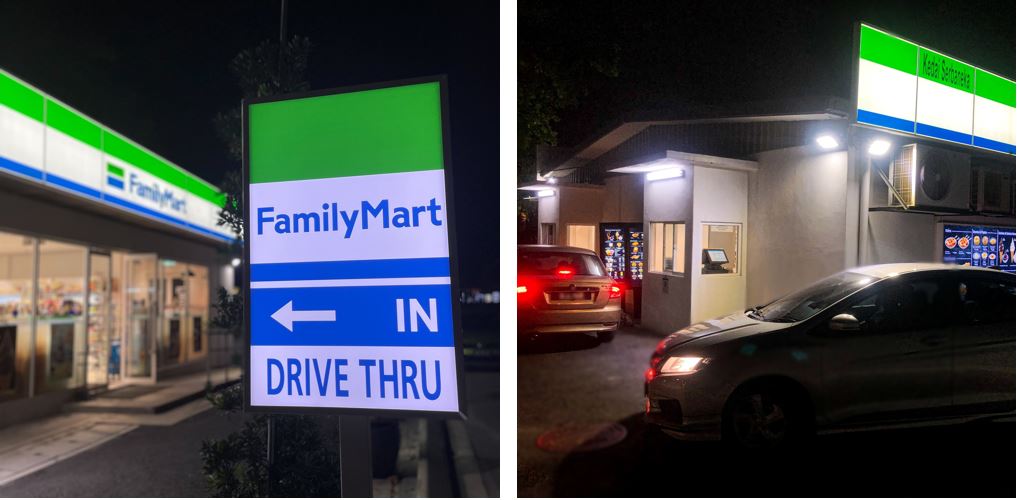 FamilyMart
FamilyMart
IN
DRIVE THRU
Kedai Serbaneka